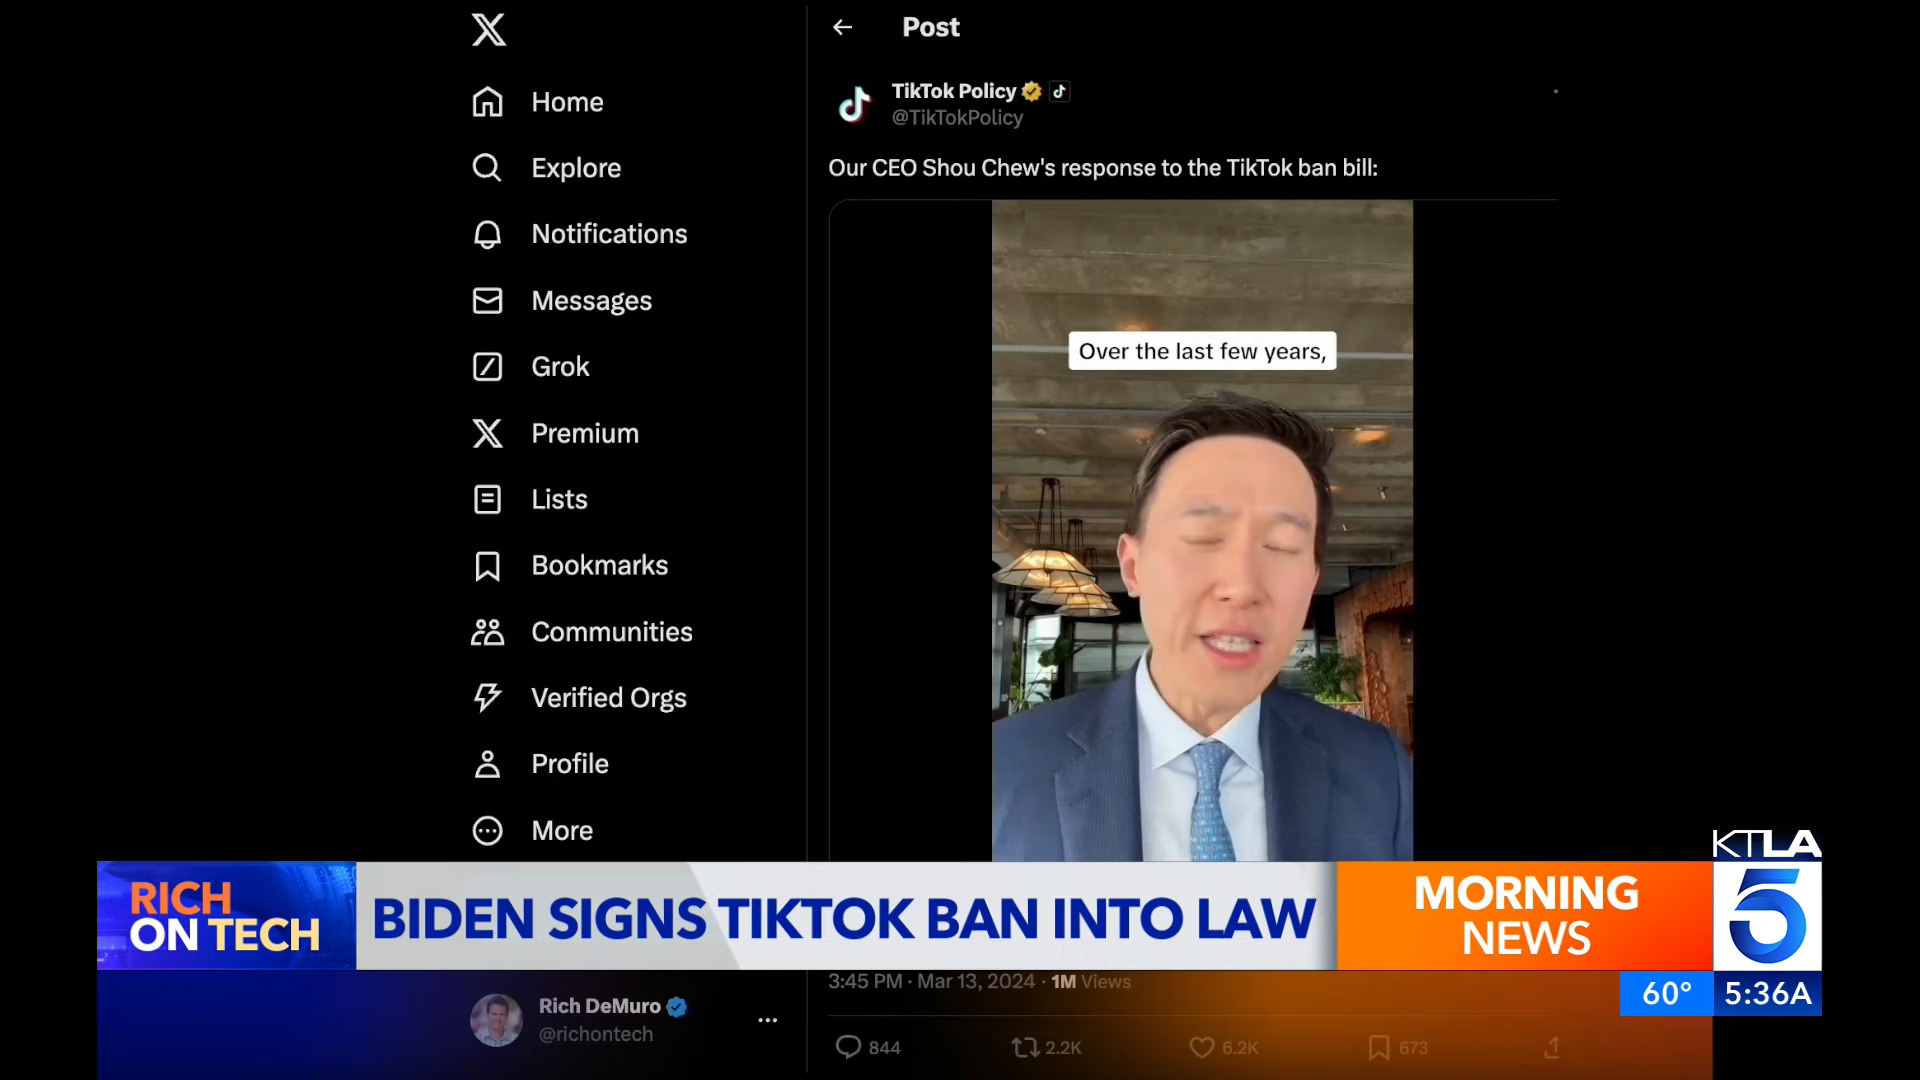 Home
Explore
Notifications
Messages
Grok
Premium
Lists
Bookmarks
Communities
Verified Orgs
Profile
More
Rich DeMuro
@richontech
Post
TikTok Policy
@TikTokPolicy
Our CEO Shou Chew's response to the TikTok ban bill:
Over the last few years,
3:45 PM · Mar 13, 2024 · 1M Views
844 2.2K 6.2K 673
RICH
ON TECH
BIDEN SIGNS TIKTOK BAN INTO LAW
MORNING
NEWS
KTLA
5
60° 5:36A